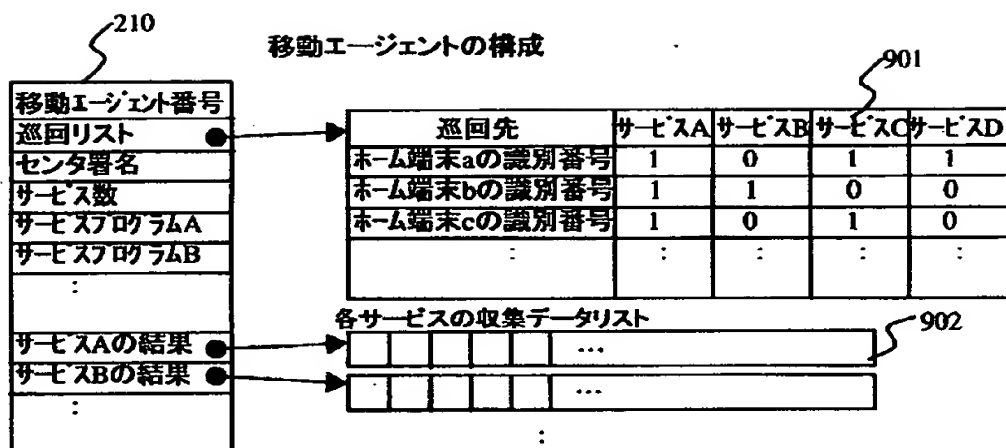 210
移動エージェントの構成
901
移動エージェント番号
巡回リスト
センタ署名
サービス数
サービスプログラムA
サービスプログラムB
:
サービスAの結果
サービスBの結果
:
巡回先 サービスA サービスB サービスC サービスD
ホーム端末aの識別番号 1 0 1 1
ホーム端末bの識別番号 1 1 0 0
ホーム端末cの識別番号 1 0 1 0
: : : : :
各サービスの収集データリスト
902
...
...
: